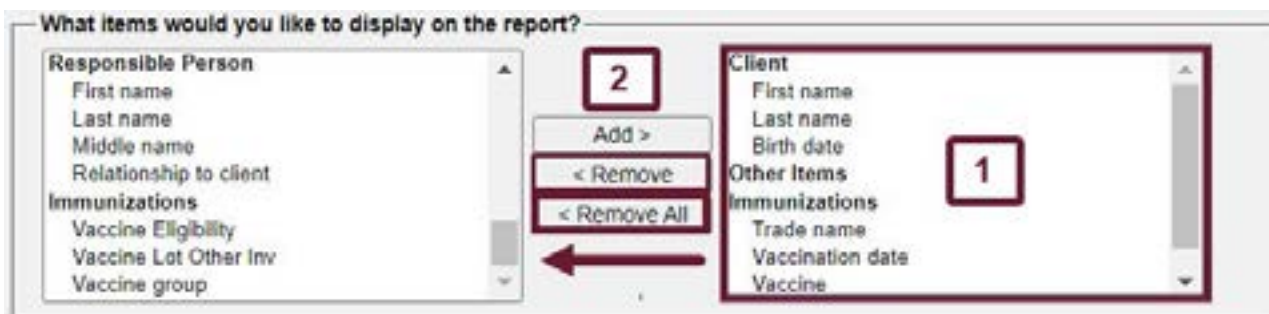 What items would you like to display on the report?
Responsible Person
First name
Last name
Middle name
Relationship to client
Immunizations
Vaccine Eligibility
Vaccine Lot Other Inv
Vaccine group
2
Add >
< Remove
< Remove All
Client
First name
Last name
Birth date
Other Items
Immunizations
Trade name
Vaccination date
Vaccine
1